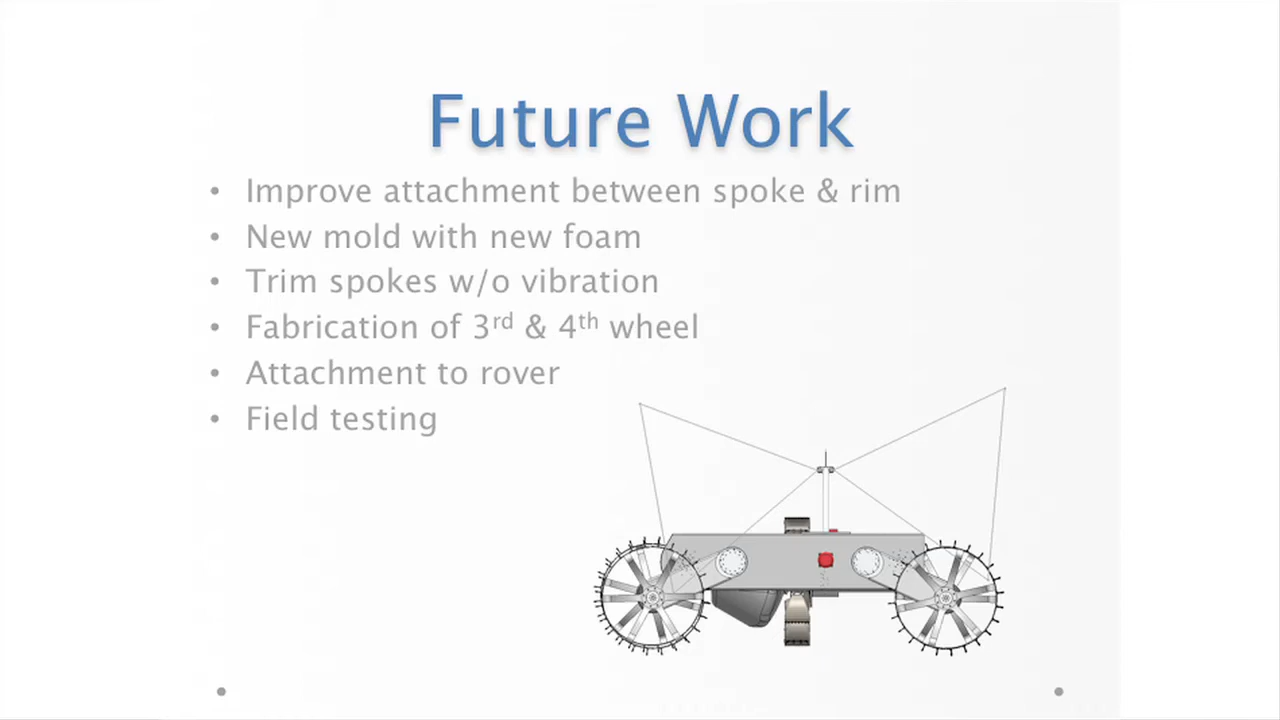 Future Work
• Improve attachment between spoke & rim
• New mold with new foam
• Trim spokes w/o vibration
• Fabrication of 3rd & 4th wheel
• Attachment to rover
• Field testing